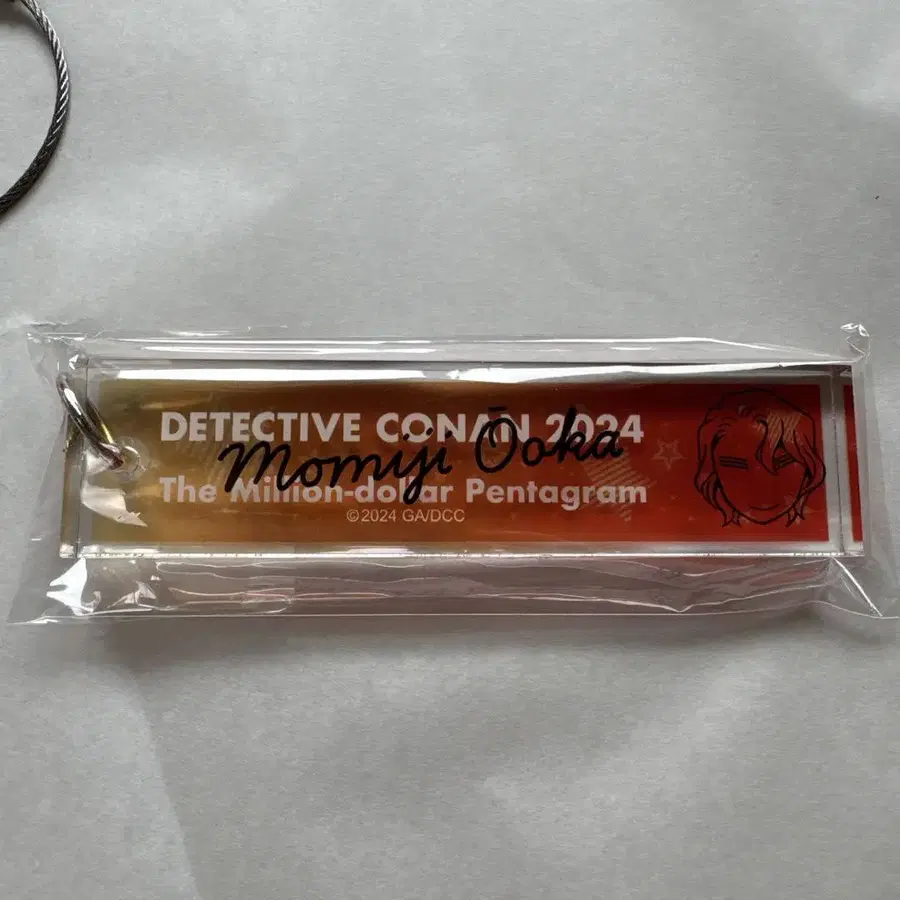 DETECTIVE CONAN 2024
Momiji Ōoka
The Million-dollar Pentagram
©2024 GA/DCC